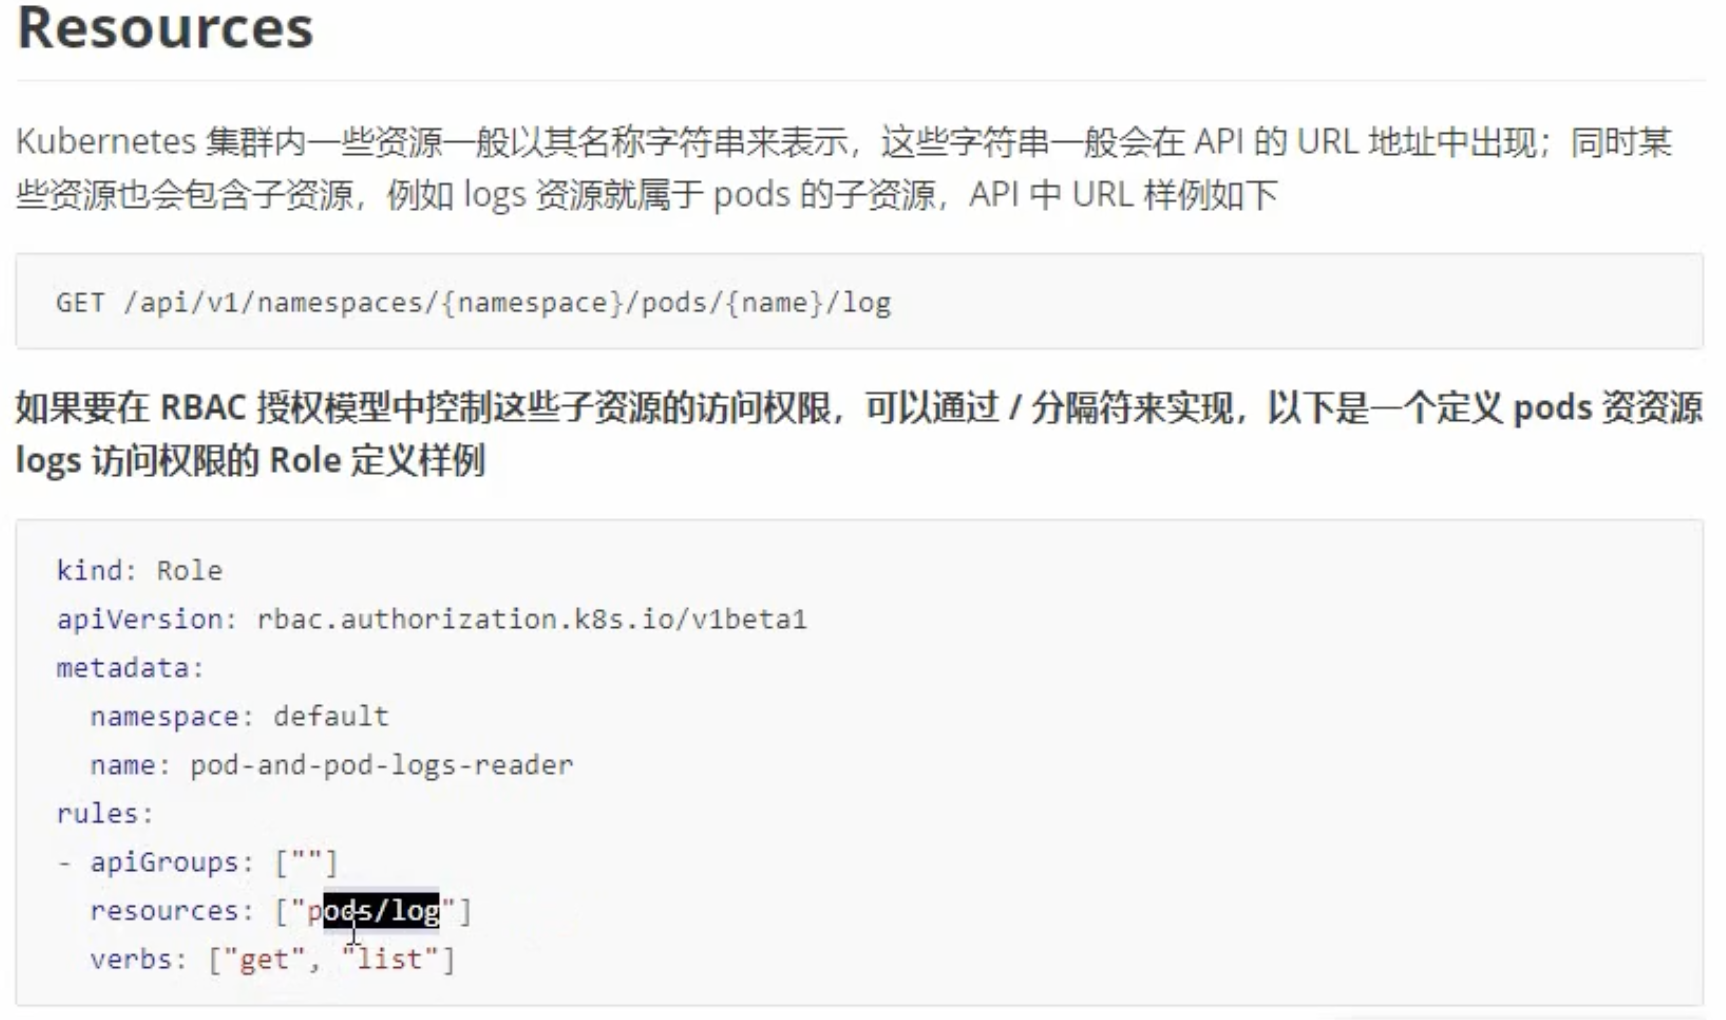 Resources
Kubernetes 集群内一些资源一般以其名称字符串来表示，这些字符串一般会在 API 的 URL 地址中出现；同时某
些资源也会包含子资源，例如 logs 资源就属于 pods 的子资源，API 中 URL 样例如下
GET /api/v1/namespaces/{namespace}/pods/{name}/log
如果要在 RBAC 授权模型中控制这些子资源的访问权限，可以通过 / 分隔符来实现，以下是一个定义 pods 资资源
logs 访问权限的 Role 定义样例
kind: Role
apiVersion: rbac.authorization.k8s.io/v1beta1
metadata:
  namespace: default
  name: pod-and-pod-logs-reader
rules:
- apiGroups: [""]
  resources: ["pods/log"]
  verbs: ["get", "list"]